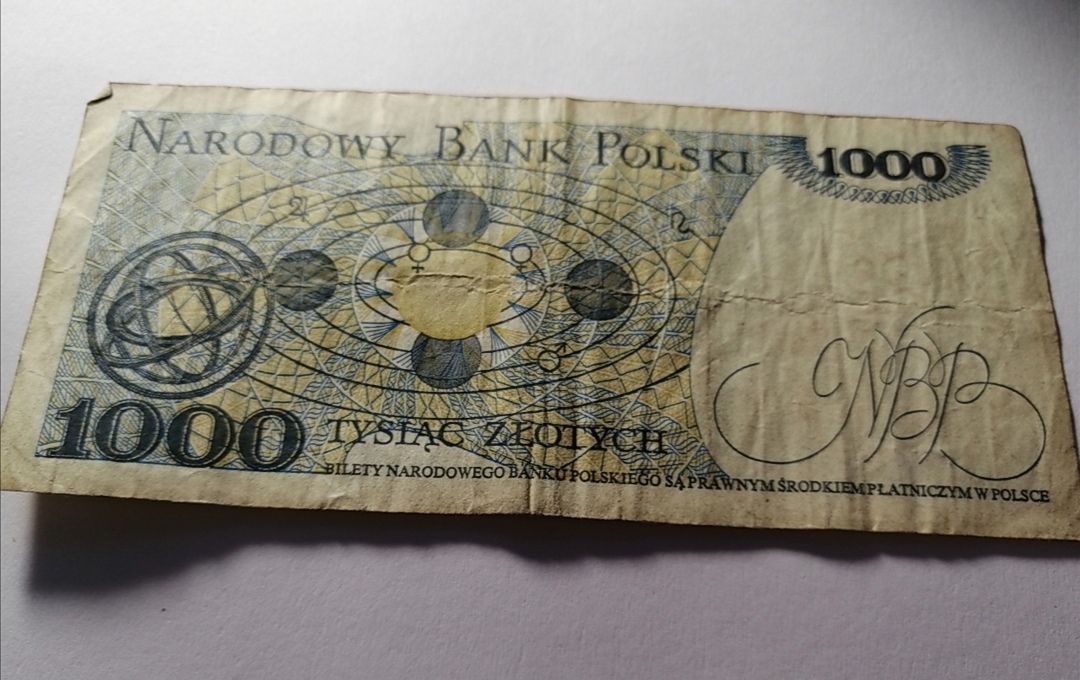 NARODOWY BANK POLSKI
1000
NBP
1000
TYSIĄC ZŁOTYCH
BILETY NARODOWEGO BANKU POLSKIEGO SĄ PRAWNYM ŚRODKIEM PŁATNICZYM W POLSCE